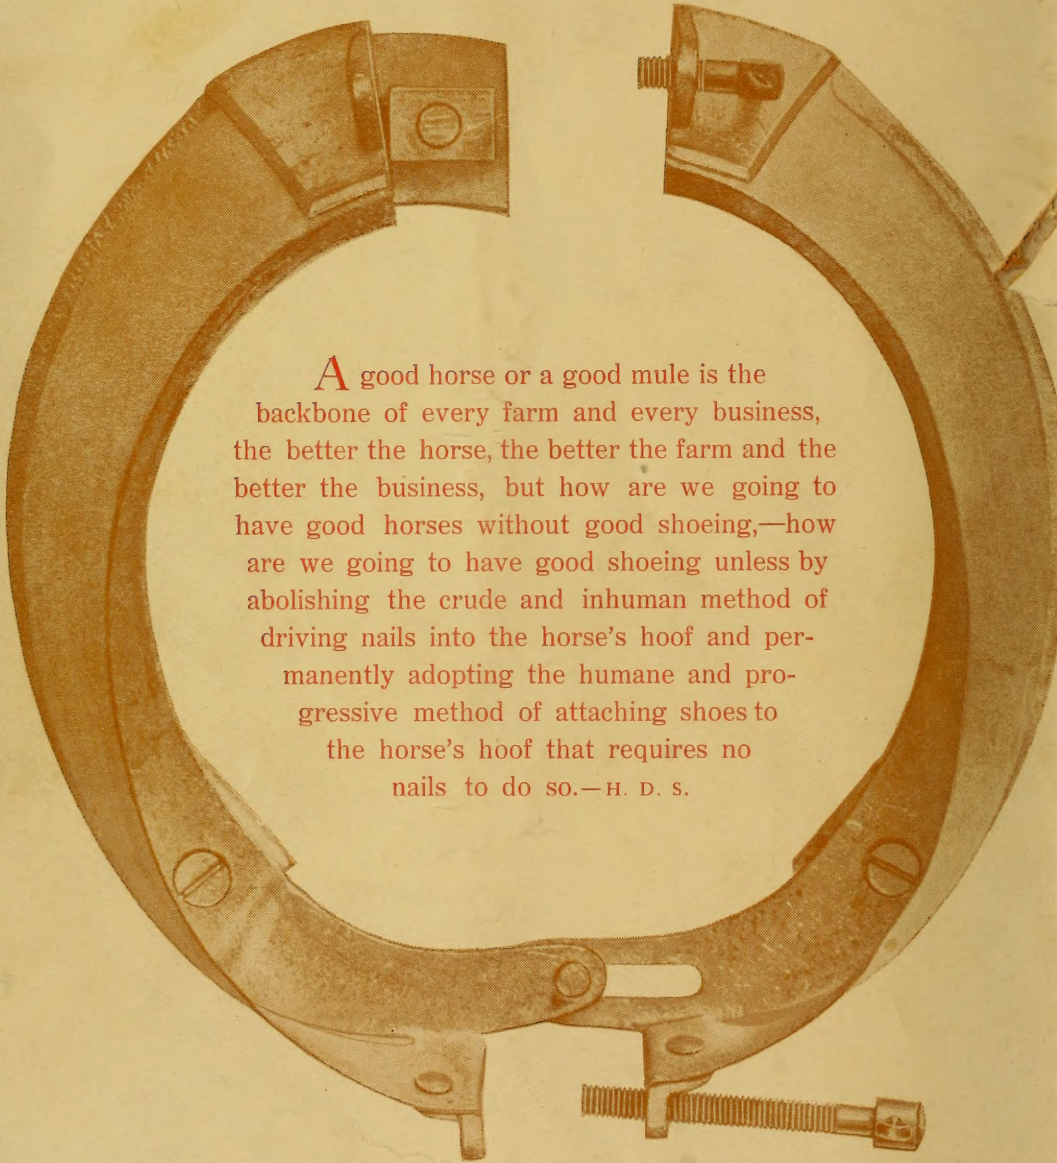 A good horse or a good mule is the
backbone of every farm and every business,
the better the horse, the better the farm and the
better the business, but how are we going to
have good horses without good shoeing,—how
are we going to have good shoeing unless by
abolishing the crude and inhuman method of
driving nails into the horse's hoof and per-
manently adopting the humane and pro-
gressive method of attaching shoes to
the horse's hoof that requires no
nails to do so.—H. D. S.